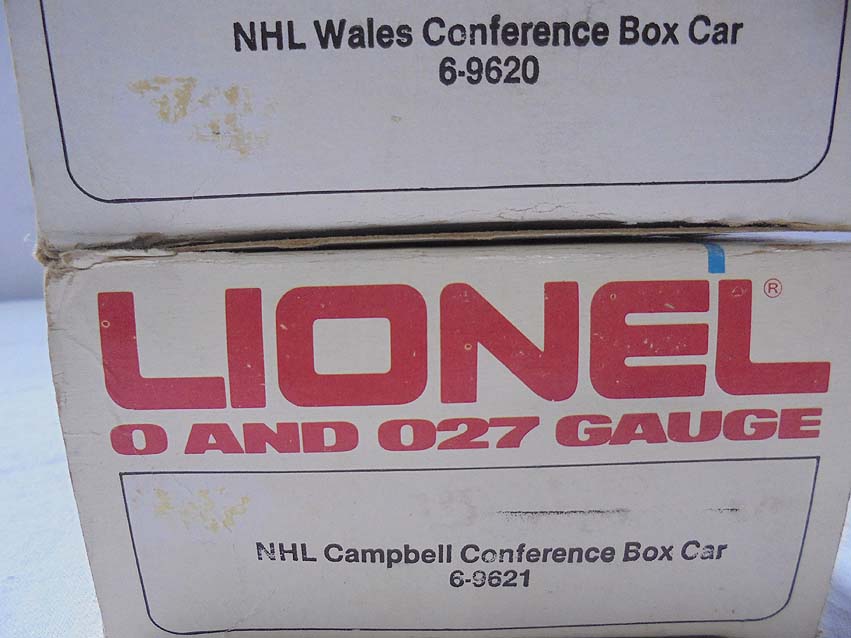 NHL Wales Conference Box Car
6-9620
LIONEL ®
O AND O27 GAUGE
NHL Campbell Conference Box Car
6-9621